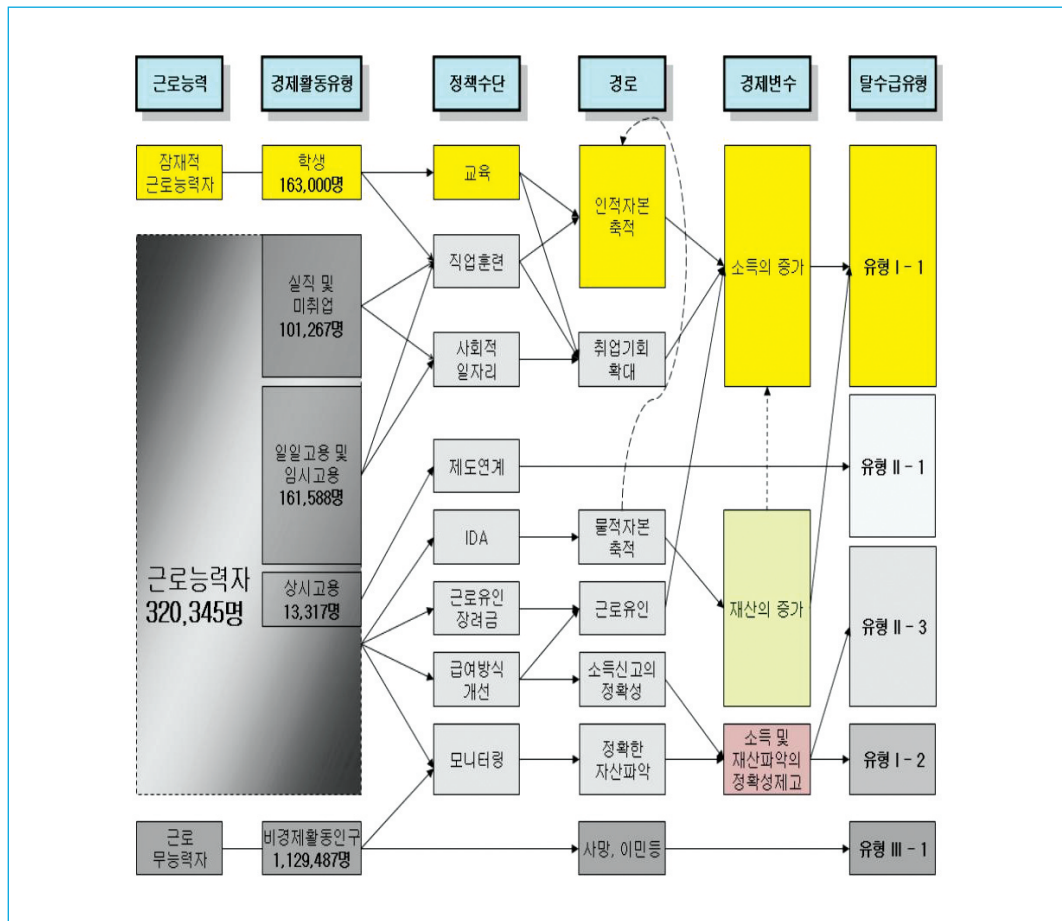 근로능력
경제활동유형
정책수단
경로
경제변수
탈수급유형
잠재적
근로능력자
학생
163,000명
교육
인적자본
축적
소득의 증가
유형 I - 1
실직 및
미취업
101,267명
직업훈련
사회적
일자리
취업기회
확대
일일고용 및
임시고용
161,588명
제도연계
유형 II - 1
IDA
물적자본
축적
재산의 증가
유형 II - 3
근로능력자
320,345명
상시고용
13,317명
근로유인
장려금
근로유인
급여방식
개선
소득신고의
정확성
모니터링
정확한
자산파악
소득 및
재산파악의
정확성제고
유형 I - 2
근로
무능력자
비경제활동인구
1,129,487명
사망, 이민등
유형 III - 1